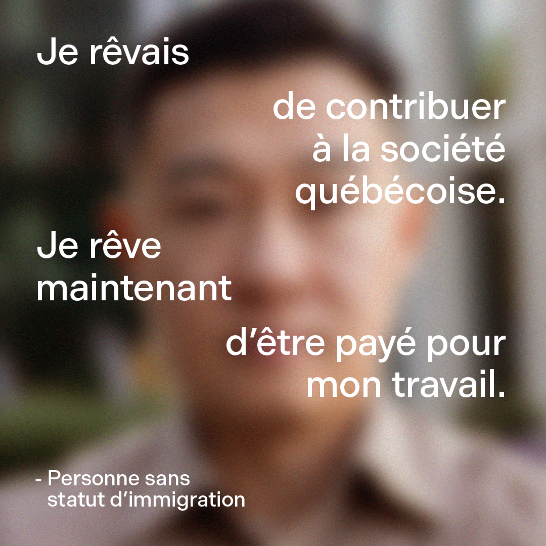 Je rêvais
de contribuer
à la société
québécoise.
Je rêve
maintenant
d’être payé pour
mon travail.
- Personne sans
statut d’immigration